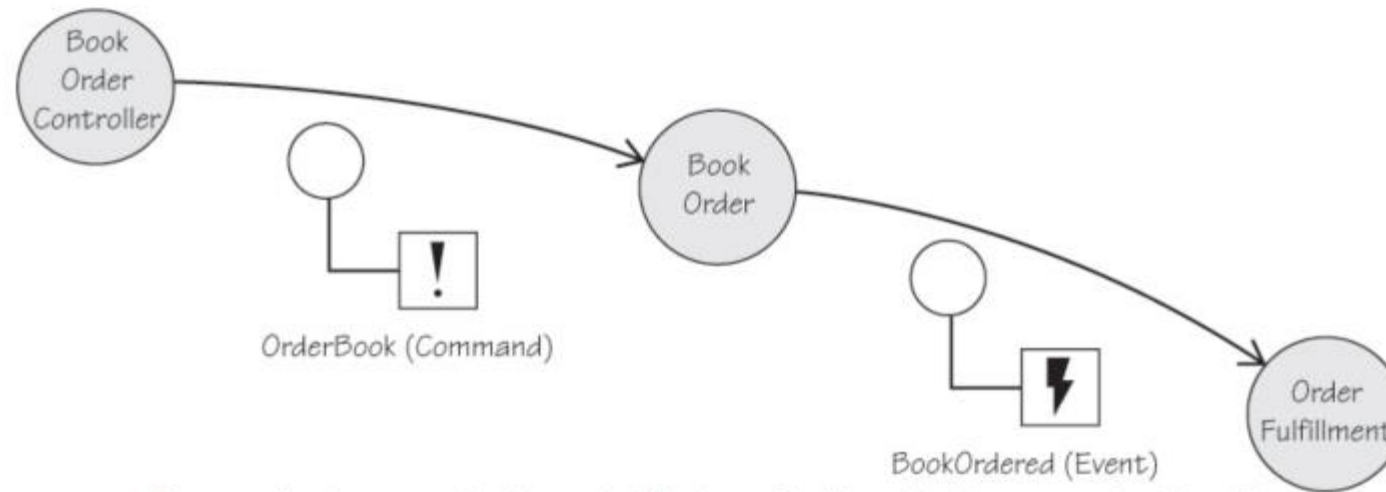 Book
Order
Controller
Book
Order
!
OrderBook (Command)
Order
Fulfillment
BookOrdered (Event)